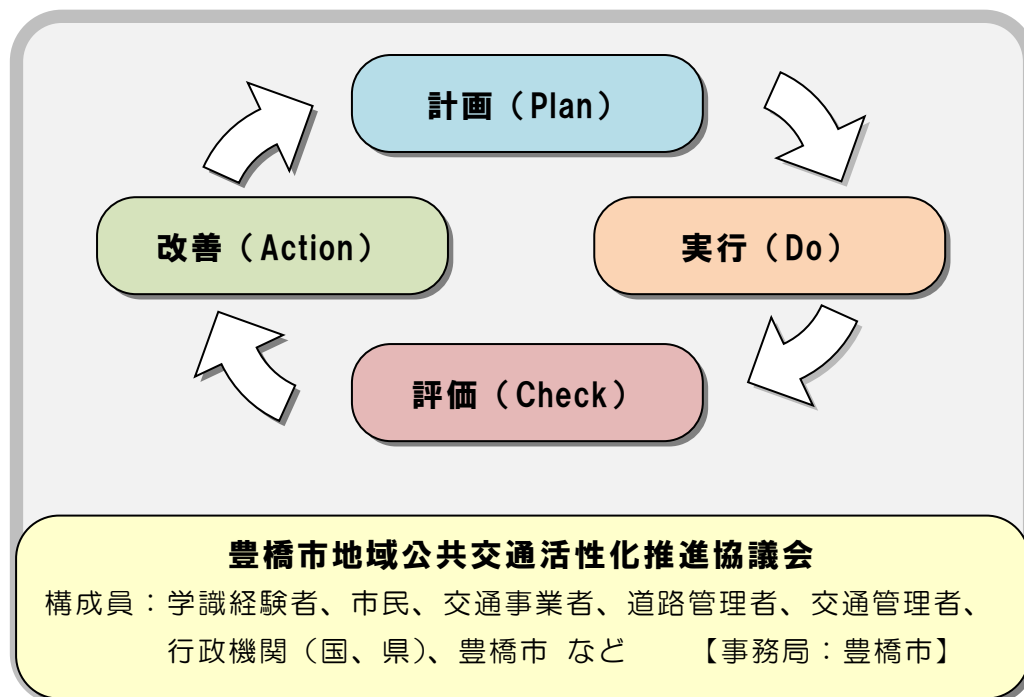 計画（Plan）
改善（Action）
実行（Do）
評価（Check）
豊橋市地域公共交通活性化推進協議会
構成員：学識経験者、市民、交通事業者、道路管理者、交通管理者、
行政機関（国、県）、豊橋市 など 【事務局：豊橋市】